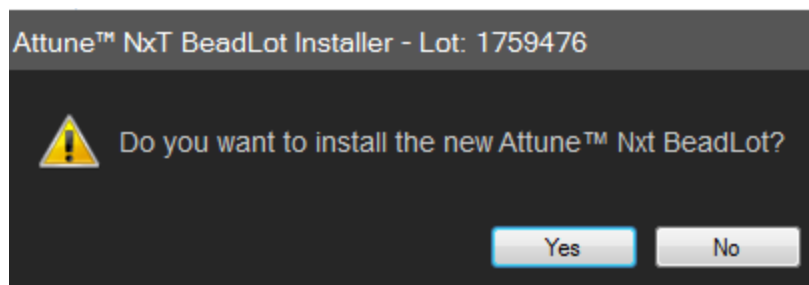 Attune™ NxT BeadLot Installer - Lot: 1759476
Do you want to install the new Attune™ Nxt BeadLot?
Yes No